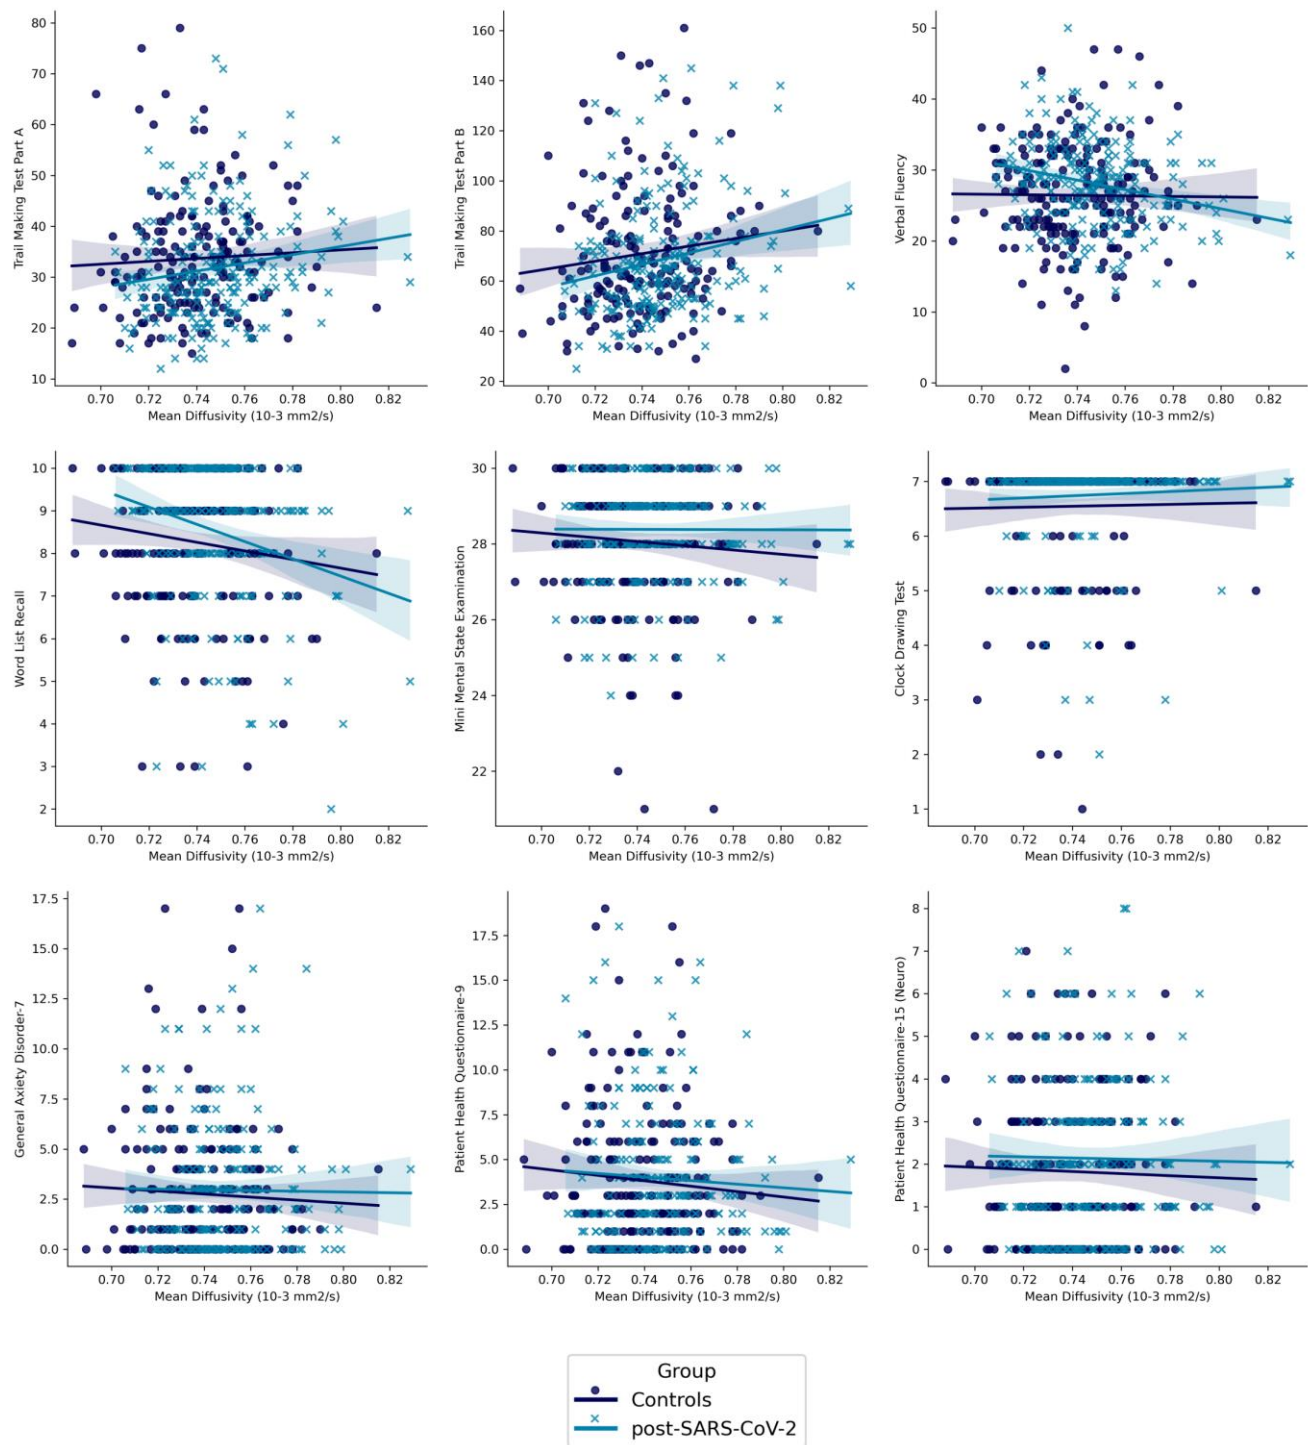 80
70
60
50
40
30
20
10
Trail Making Test Part A
0.70 0.72 0.74 0.76 0.78 0.80 0.82
Mean Diffusivity (10-3 mm2/s)
160
140
120
100
80
60
40
20
Trail Making Test Part B
0.70 0.72 0.74 0.76 0.78 0.80 0.82
Mean Diffusivity (10-3 mm2/s)
50
40
30
20
10
0
Verbal Fluency
0.70 0.72 0.74 0.76 0.78 0.80 0.82
Mean Diffusivity (10-3 mm2/s)
10
9
8
7
6
5
4
3
2
Word List Recall
0.70 0.72 0.74 0.76 0.78 0.80 0.82
Mean Diffusivity (10-3 mm2/s)
30
28
26
24
22
Mini Mental State Examination
0.70 0.72 0.74 0.76 0.78 0.80 0.82
Mean Diffusivity (10-3 mm2/s)
7
6
5
4
3
2
1
Clock Drawing Test
0.70 0.72 0.74 0.76 0.78 0.80 0.82
Mean Diffusivity (10-3 mm2/s)
17.5
15.0
12.5
10.0
7.5
5.0
2.5
0.0
General Axiety Disorder-7
0.70 0.72 0.74 0.76 0.78 0.80 0.82
Mean Diffusivity (10-3 mm2/s)
17.5
15.0
12.5
10.0
7.5
5.0
2.5
0.0
Patient Health Questionnaire-9
0.70 0.72 0.74 0.76 0.78 0.80 0.82
Mean Diffusivity (10-3 mm2/s)
8
7
6
5
4
3
2
1
0
Patient Health Questionnaire-15 (Neuro)
0.70 0.72 0.74 0.76 0.78 0.80 0.82
Mean Diffusivity (10-3 mm2/s)
Group
Controls
post-SARS-CoV-2